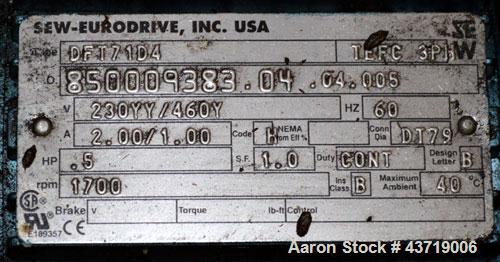 SEW-EURODRIVE, INC. USA
SEW
Type DFT71D4 TEFC 3PH
850009383.04.04.005
V 230YY/460Y HZ 60
A 2.00/1.00 Code NEMA Nom Eff % Conn Dia DT79
HP .5 S.F. 1.0 Duty CONT Design Letter B
rpm 1700 Ins Class B Maximum Ambient 40°C
Brake V Torque lb-ft Control
E189357 CE
Aaron Stock # 43719006